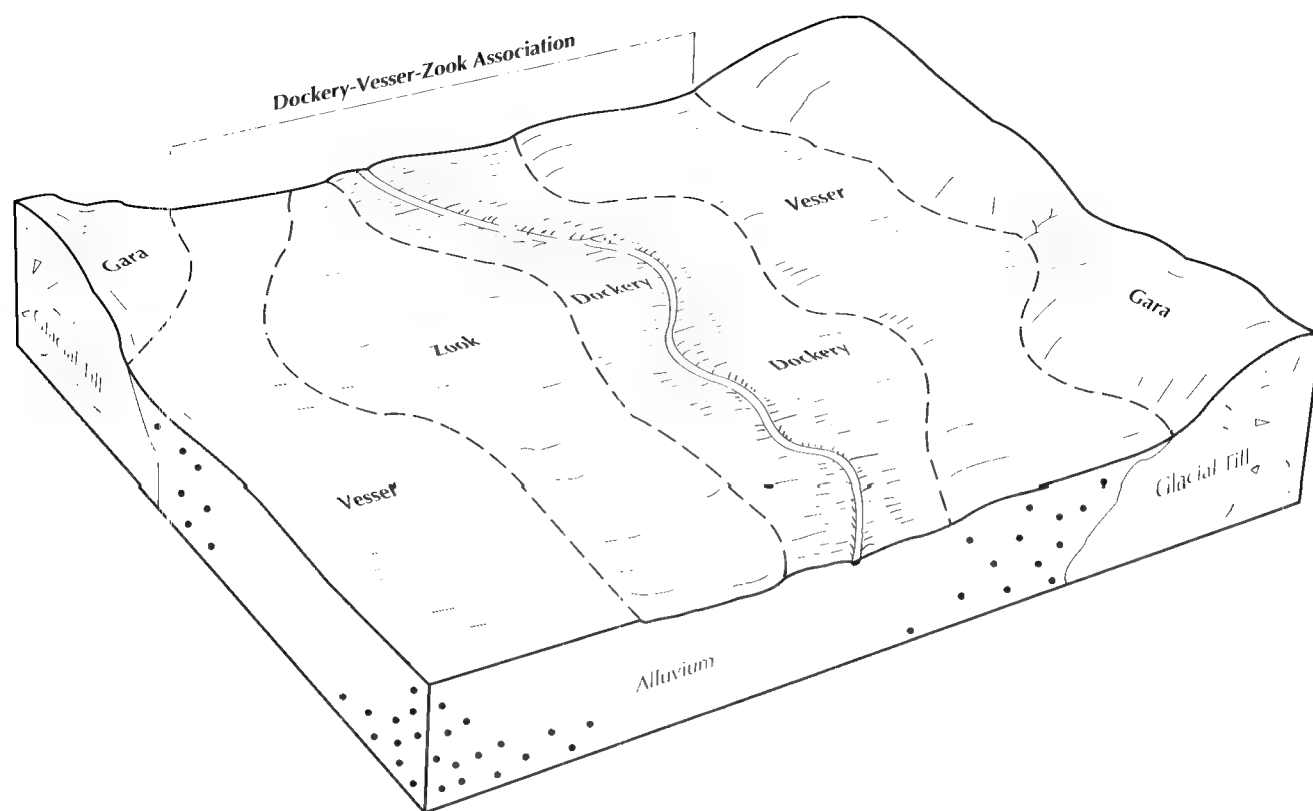 Dockery-Vesser-Zook Association
Vesser
Gara
Gara
Dockery
Glacial Till
Zook
Dockery
Vesser
Glacial Till
Alluvium